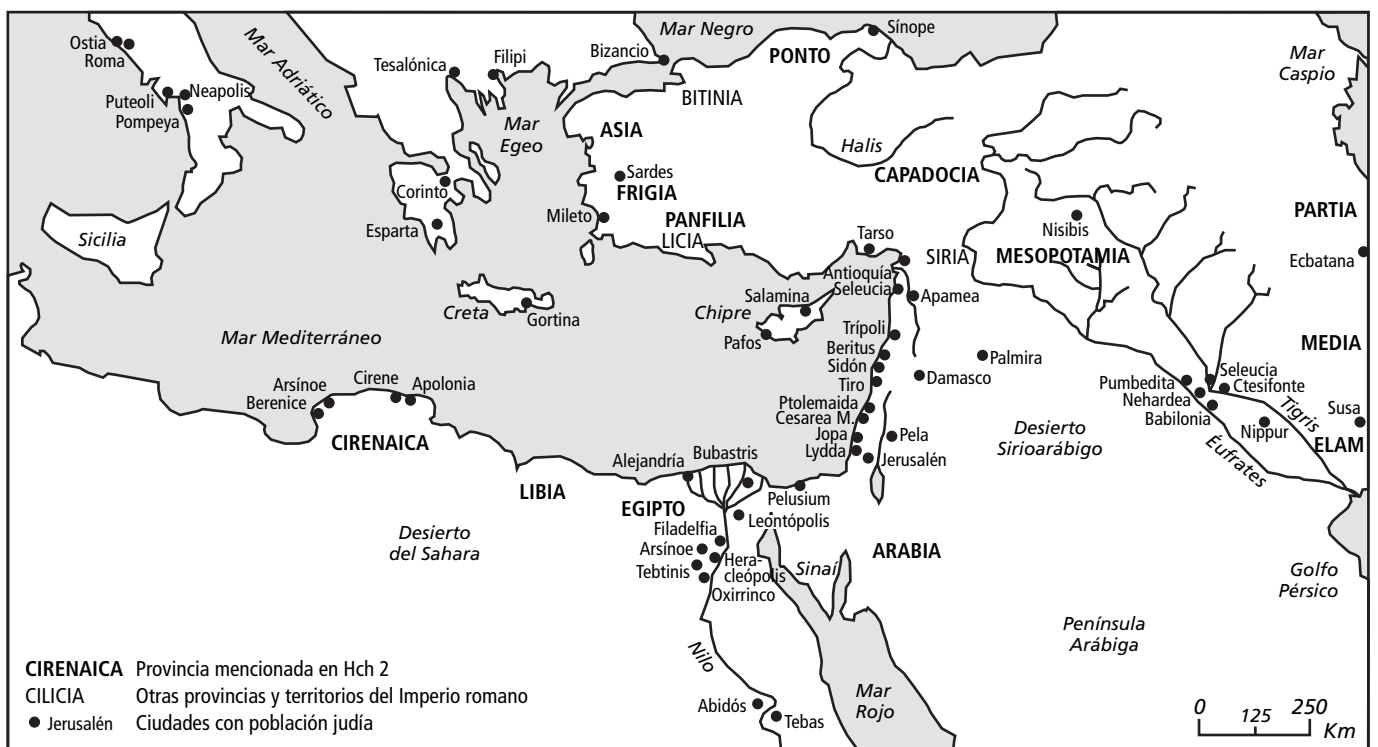 Mar Negro
Sínope
Ostia
Roma
Mar Adriático
Tesalónica
Filipi
Bizancio
PONTO
Mar
Caspio
Puteoli
Neapolis
Pompeya
BITINIA
Mar
Egeo
ASIA
Halis
CAPADOCIA
Sardes
FRIGIA
Corinto
Esparta
Mileto
PANFILIA
LICIA
Nisibis
PARTIA
Sicilia
Tarso
SIRIA
MESOPOTAMIA
Ecbatana
Antioquía
Seleucia
Apamea
Salamina
Creta
Gortina
Chipre
Pafos
Mar Mediterráneo
Trípoli
Beritus
Sidón
Tiro
Palmira
Damasco
MEDIA
Arsínoe
Berenice
Cirene
Apolonia
CIRENAICA
Ptolemaida
Cesarea M.
Jopa
Lydda
Pela
Jerusalén
Pumbedita
Nehardea
Babilonia
Seleucia
Ctesifonte
Tigris
Susa
Nippur
ELAM
Éufrates
Desierto
Sirioarábigo
Alejandría
Bubastris
LIBIA
Pelusium
EGIPTO
Leontópolis
Desierto
del Sahara
Filadelfia
Arsínoe
Tebtinis
Hera-
cleópolis
Oxirrinco
Sinaí
ARABIA
Golfo
Pérsico
Península
Arábiga
Nilo
Mar
Rojo
Abidós
Tebas
CIRENAICA Provincia mencionada en Hch 2
CILICIA Otras provincias y territorios del Imperio romano
Jerusalén Ciudades con población judía
0 125 250
Km